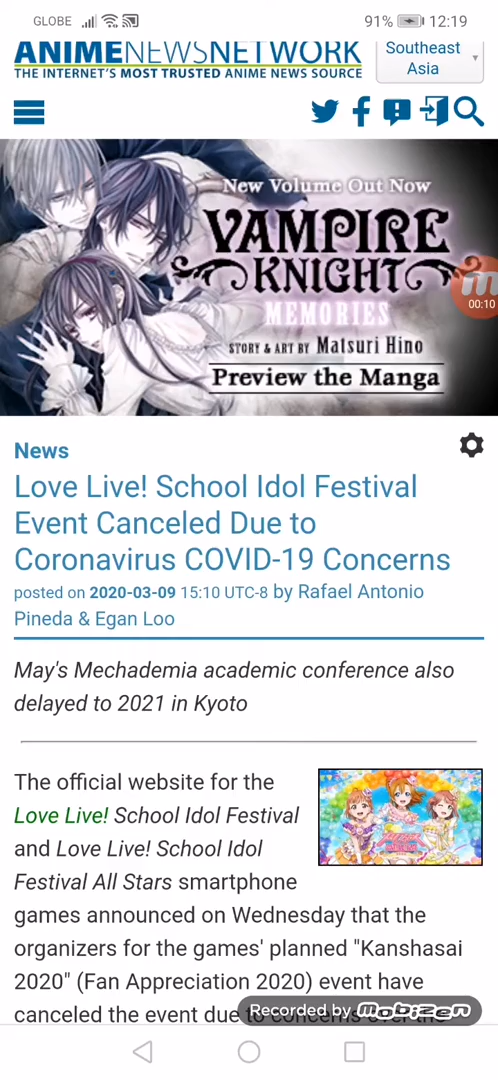 GLOBE 91% 12:19
ANIMENEWSNETWORK
THE INTERNET'S MOST TRUSTED ANIME NEWS SOURCE
Southeast
Asia
New Volume Out Now
VAMPIRE
KNIGHT
MEMORIES
STORY & ART BY Matsuri Hino
Preview the Manga
00:10
News
Love Live! School Idol Festival
Event Canceled Due to
Coronavirus COVID-19 Concerns
posted on 2020-03-09 15:10 UTC-8 by Rafael Antonio
Pineda & Egan Loo
May's Mechademia academic conference also
delayed to 2021 in Kyoto
The official website for the
Love Live! School Idol Festival
and Love Live! School Idol
Festival All Stars smartphone
games announced on Wednesday that the
organizers for the games' planned "Kanshasai
2020" (Fan Appreciation 2020) event have
canceled the event due to concerns over the
Recorded by mobizen